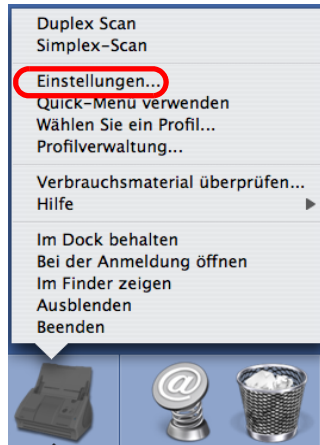 Duplex Scan
Simplex-Scan
Einstellungen...
Quick-Menü verwenden
Wählen Sie ein Profil...
Profilverwaltung...
Verbrauchsmaterial überprüfen...
Hilfe
Im Dock behalten
Bei der Anmeldung öffnen
Im Finder zeigen
Ausblenden
Beenden
@